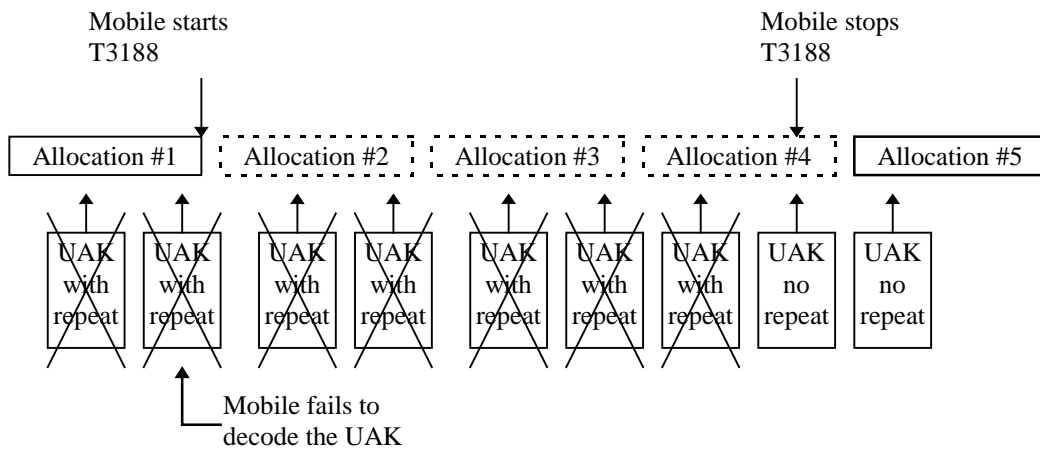 Mobile starts
T3188
Mobile stops
T3188
Allocation #1
Allocation #2
Allocation #3
Allocation #4
Allocation #5
UAK
with
repeat
UAK
with
repeat
UAK
with
repeat
UAK
with
repeat
UAK
with
repeat
UAK
with
repeat
UAK
with
repeat
UAK
no
repeat
UAK
no
repeat
Mobile fails to
decode the UAK